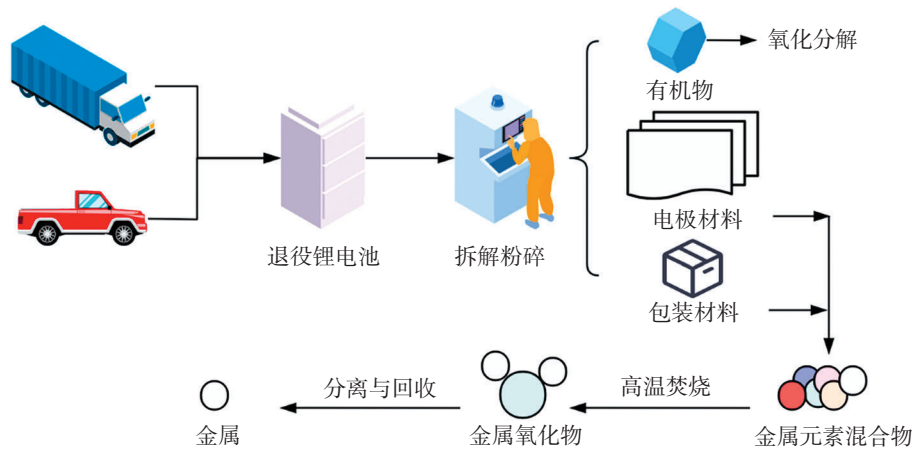 氧化分解
有机物
电极材料
退役锂电池
拆解粉碎
包装材料
分离与回收
高温焚烧
金属
金属氧化物
金属元素混合物